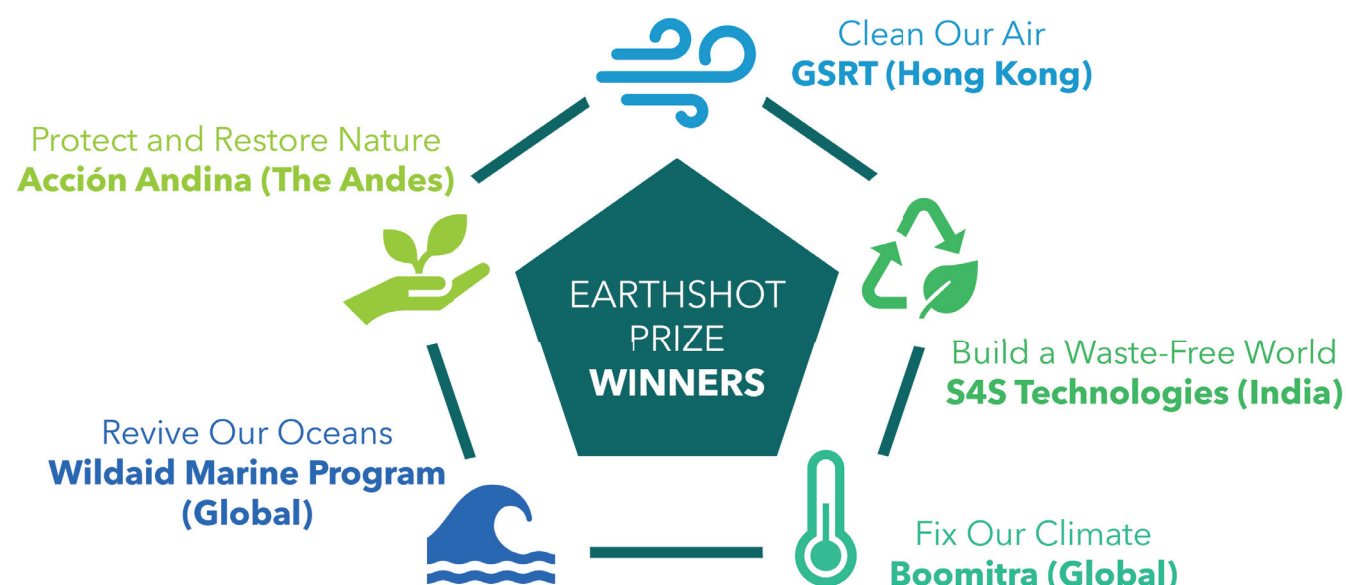 Clean Our Air
GSRT (Hong Kong)
Protect and Restore Nature
Acción Andina (The Andes)
EARTHSHOT
PRIZE
WINNERS
Build a Waste-Free World
S4S Technologies (India)
Revive Our Oceans
Wildaid Marine Program
(Global)
Fix Our Climate
Boomitra (Global)